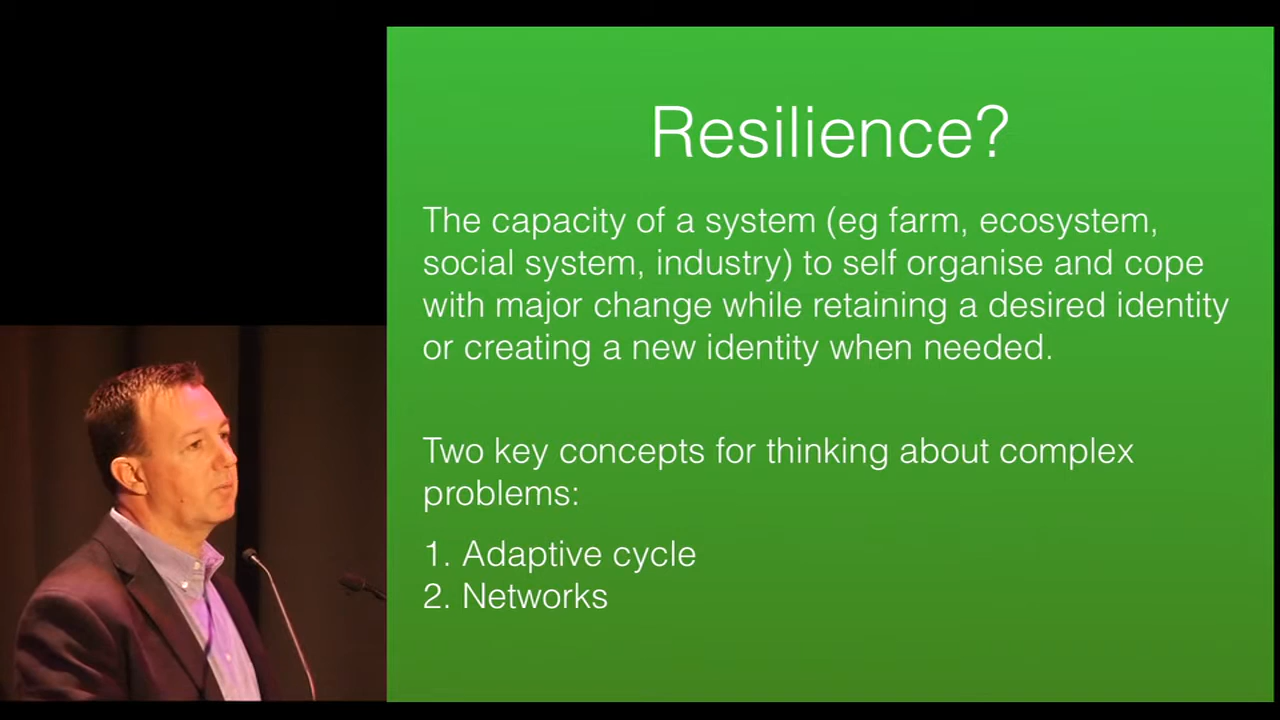 Resilience?
The capacity of a system (eg farm, ecosystem,
social system, industry) to self organise and cope
with major change while retaining a desired identity
or creating a new identity when needed.
Two key concepts for thinking about complex
problems:
1. Adaptive cycle
2. Networks